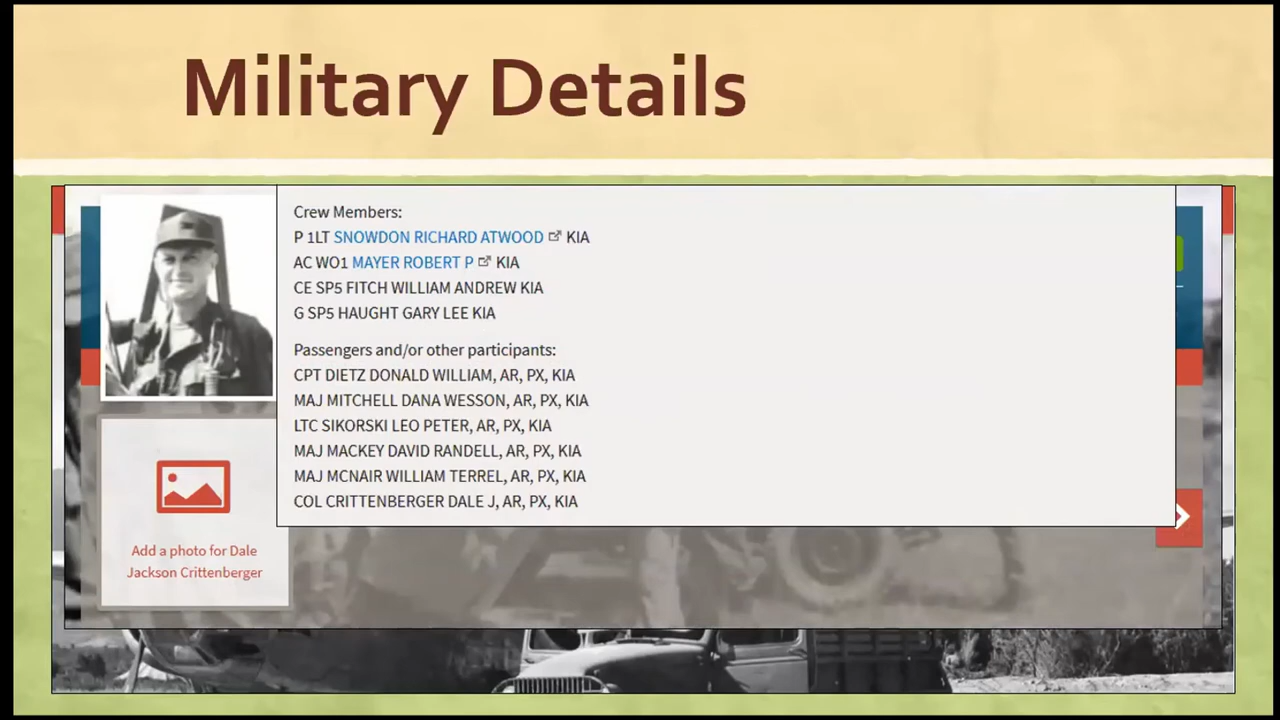 Military Details
Crew Members:
P 1LT SNOWDON RICHARD ATWOOD KIA
AC WO1 MAYER ROBERT P KIA
CE SP5 FITCH WILLIAM ANDREW KIA
G SP5 HAUGHT GARY LEE KIA
Passengers and/or other participants:
CPT DIETZ DONALD WILLIAM, AR, PX, KIA
MAJ MITCHELL DANA WESSON, AR, PX, KIA
LTC SIKORSKI LEO PETER, AR, PX, KIA
MAJ MACKEY DAVID RANDELL, AR, PX, KIA
MAJ MCNAIR WILLIAM TERREL, AR, PX, KIA
COL CRITTENBERGER DALE J, AR, PX, KIA
Add a photo for Dale
Jackson Crittenberger